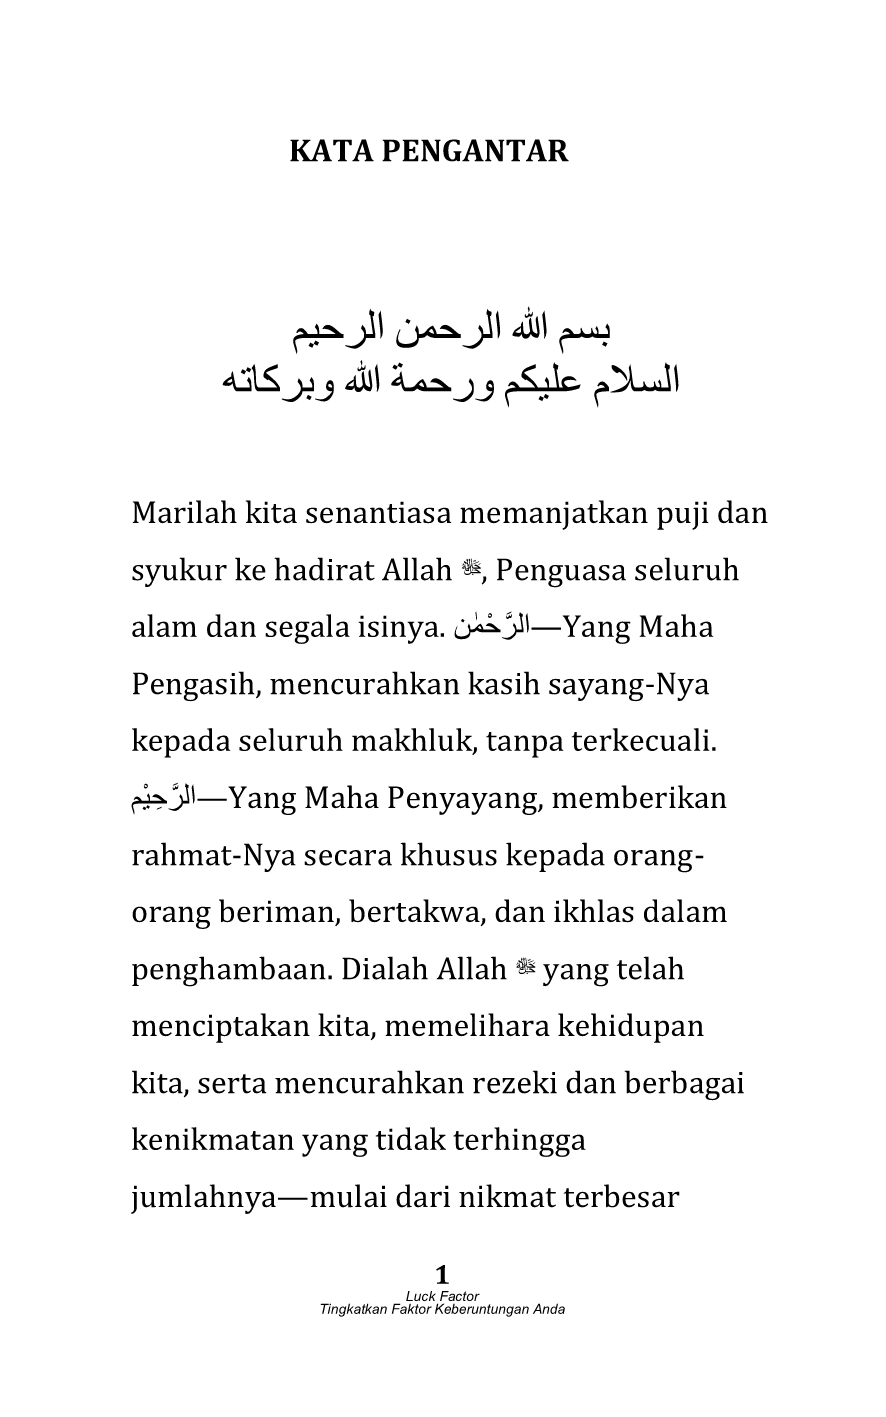 KATA PENGANTAR
بسم الله الرحمن الرحيم
السلام عليكم ورحمة الله وبركاته
Marilah kita senantiasa memanjatkan puji dan
syukur ke hadirat Allah ﷻ, Penguasa seluruh
alam dan segala isinya. الرَّحْمٰن—Yang Maha
Pengasih, mencurahkan kasih sayang-Nya
kepada seluruh makhluk, tanpa terkecuali.
الرَّحِيْم—Yang Maha Penyayang, memberikan
rahmat-Nya secara khusus kepada orang-
orang beriman, bertakwa, dan ikhlas dalam
penghambaan. Dialah Allah ﷻ yang telah
menciptakan kita, memelihara kehidupan
kita, serta mencurahkan rezeki dan berbagai
kenikmatan yang tidak terhingga
jumlahnya—mulai dari nikmat terbesar
1
Luck Factor
Tingkatkan Faktor Keberuntungan Anda